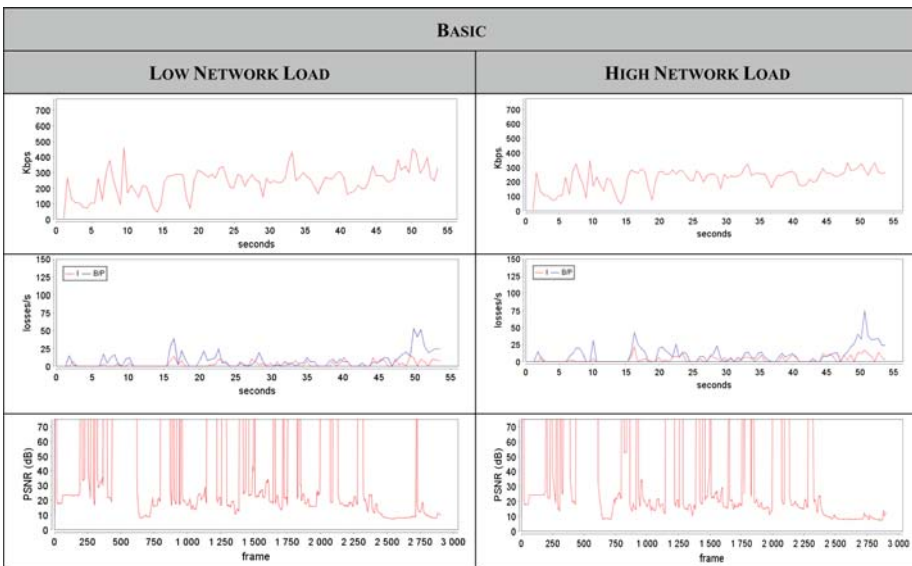 BASIC
LOW NETWORK LOAD
HIGH NETWORK LOAD
Kbps
700
600
500
400
300
200
100
0
0 5 10 15 20 25 30 35 40 45 50 55
seconds
Kbps
700
600
500
400
300
200
100
0
0 5 10 15 20 25 30 35 40 45 50 55
seconds
losses/s
150
125
100
75
50
25
0
I B/P
0 5 10 15 20 25 30 35 40 45 50 55
seconds
losses/s
150
125
100
75
50
25
0
I B/P
0 5 10 15 20 25 30 35 40 45 50 55
seconds
PSNR (dB)
70
60
50
40
30
20
10
0
0 250 500 750 1 000 1 250 1 500 1 750 2 000 2 250 2 500 2 750 3 000
frame
PSNR (dB)
70
60
50
40
30
20
10
0
0 250 500 750 1 000 1 250 1 500 1 750 2 000 2 250 2 500 2 750 3 000
frame